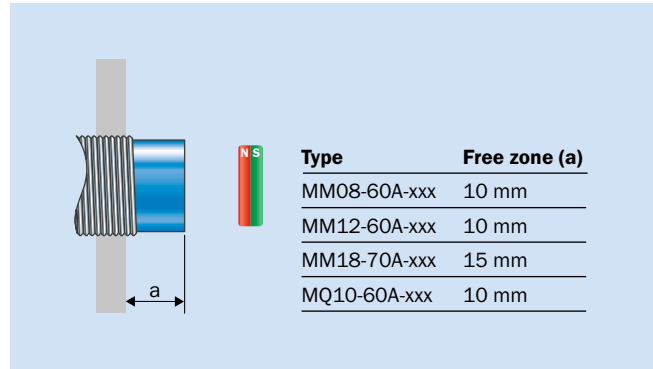 N S
a
Type Free zone (a)
MM08-60A-xxx 10 mm
MM12-60A-xxx 10 mm
MM18-70A-xxx 15 mm
MQ10-60A-xxx 10 mm